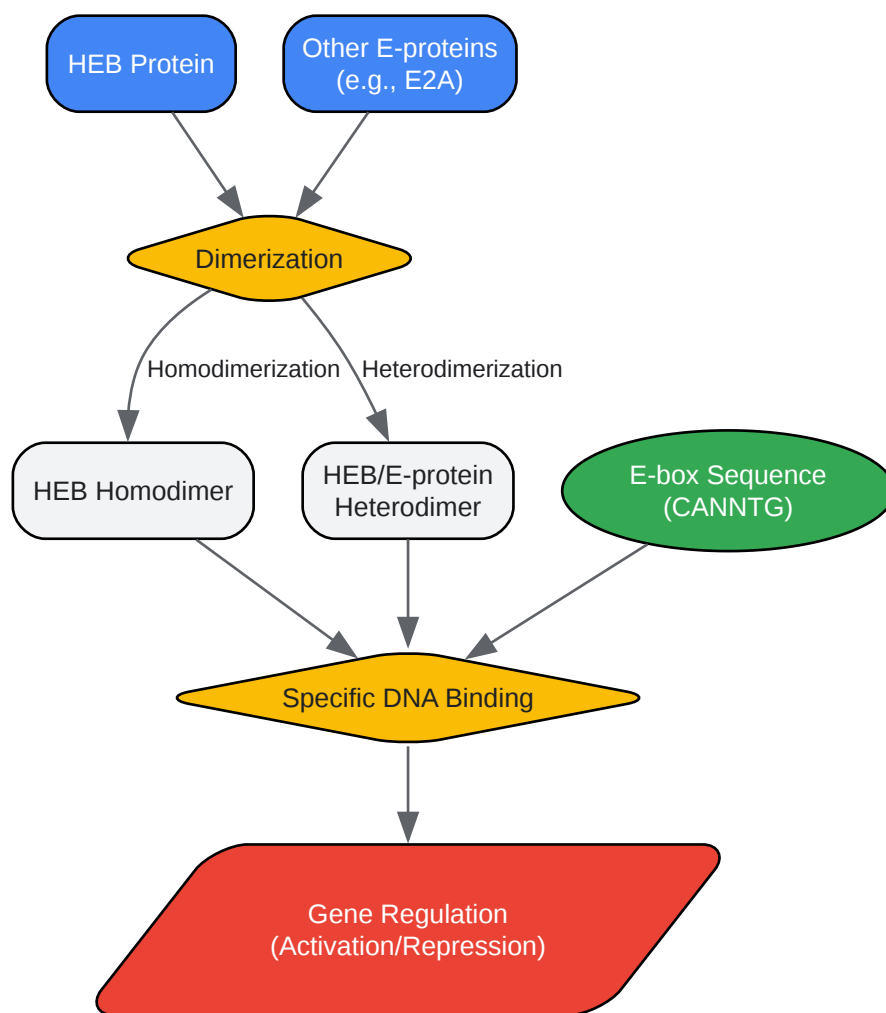 HEB Protein
Other E-proteins
(e.g., E2A)
Dimerization
Homodimerization
Heterodimerization
HEB Homodimer
HEB/E-protein
Heterodimer
E-box Sequence
(CANNTG)
Specific DNA Binding
Gene Regulation
(Activation/Repression)